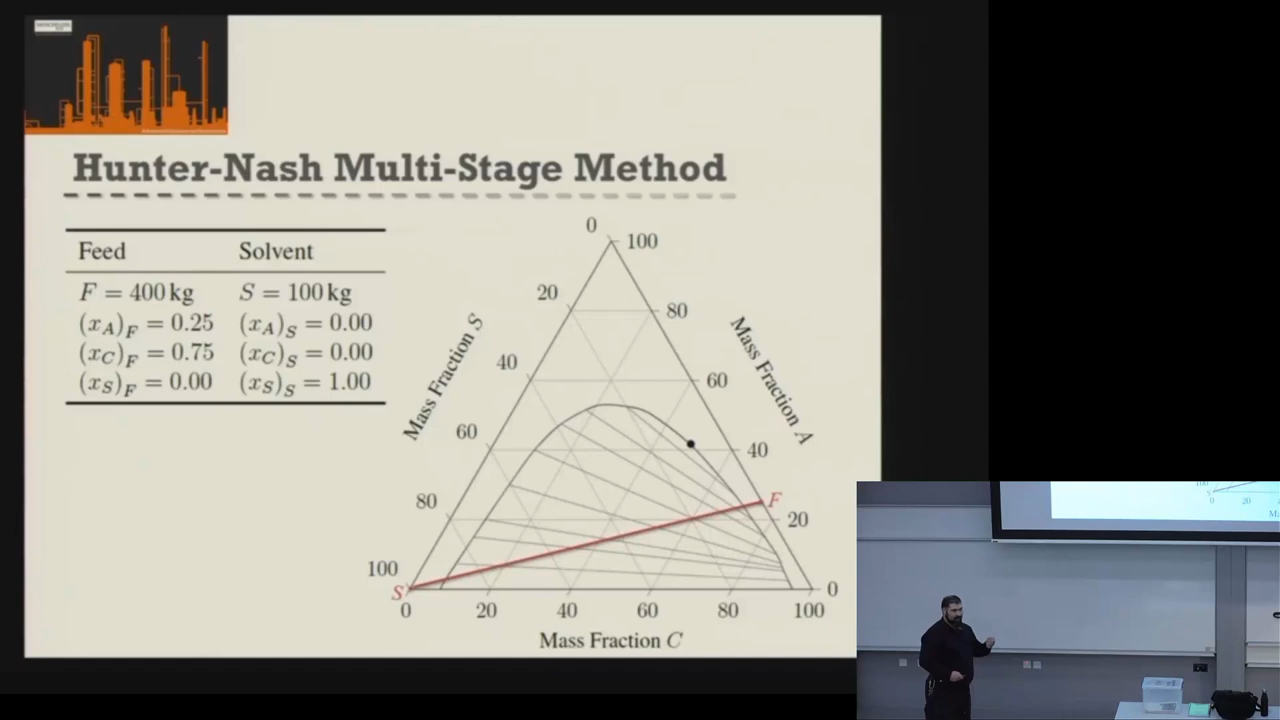 Hunter-Nash Multi-Stage Method
Feed Solvent
F = 400 kg S = 100 kg
(x_A)_F = 0.25 (x_A)_S = 0.00
(x_C)_F = 0.75 (x_C)_S = 0.00
(x_S)_F = 0.00 (x_S)_S = 1.00
0 100
20 80
40 60
60 40
80 20
100 0
Mass Fraction S
Mass Fraction A
F
S
0 20 40 60 80 100
Mass Fraction C
100
S
0 20